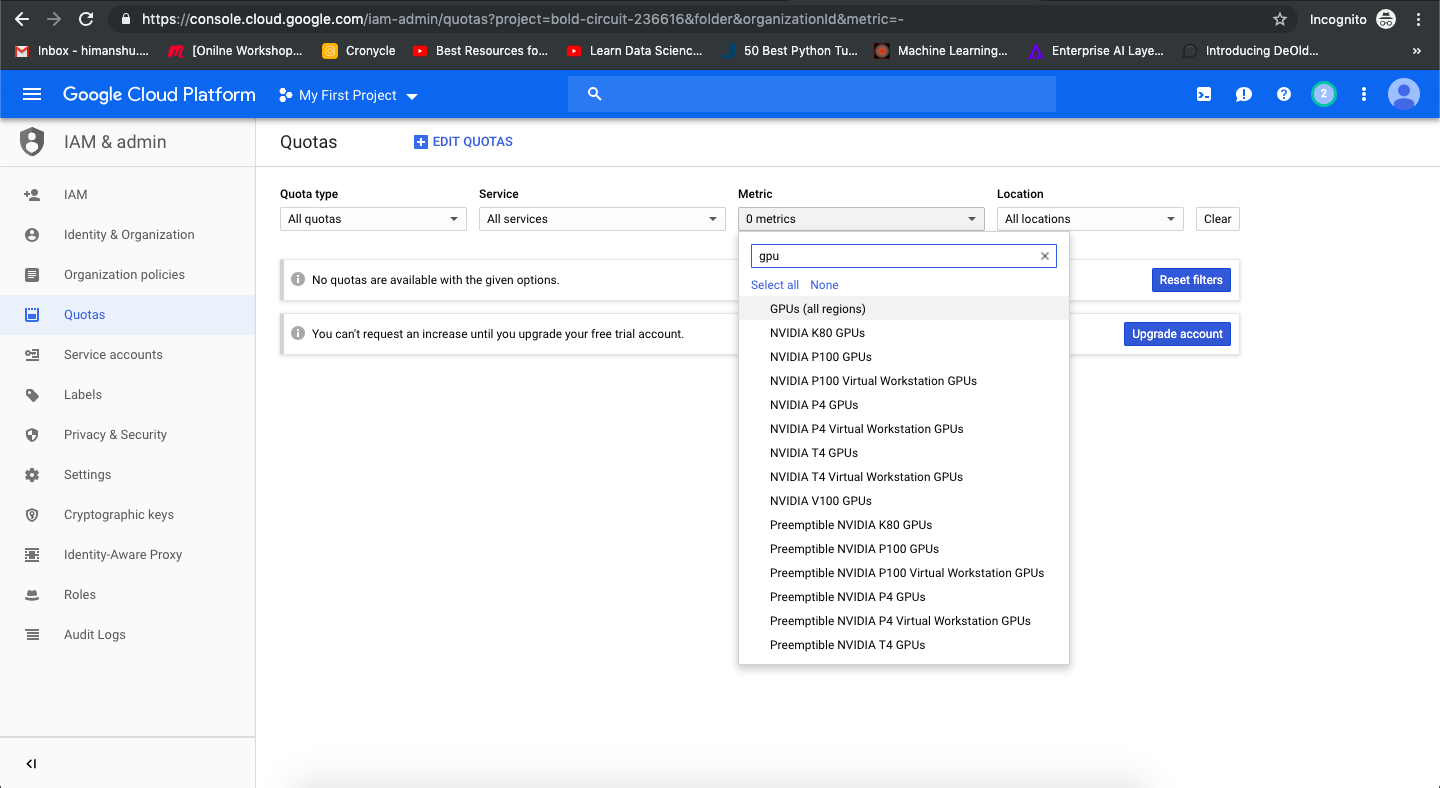 https://console.cloud.google.com/iam-admin/quotas?project=bold-circuit-236616&folder&organizationId&metric=-
Incognito
Inbox - himanshu....
[Onilne Workshop...
Cronycle
Best Resources fo...
Learn Data Scienc...
50 Best Python Tu...
Machine Learning...
Enterprise AI Laye...
Introducing DeOld...
»
Google Cloud Platform
My First Project
2
IAM & admin
Quotas
EDIT QUOTAS
IAM
Identity & Organization
Organization policies
Quotas
Service accounts
Labels
Privacy & Security
Settings
Cryptographic keys
Identity-Aware Proxy
Roles
Audit Logs
Quota type
Service
Metric
Location
All quotas
All services
0 metrics
All locations
Clear
No quotas are available with the given options.
Reset filters
You can't request an increase until you upgrade your free trial account.
Upgrade account
gpu
Select all
None
GPUs (all regions)
NVIDIA K80 GPUs
NVIDIA P100 GPUs
NVIDIA P100 Virtual Workstation GPUs
NVIDIA P4 GPUs
NVIDIA P4 Virtual Workstation GPUs
NVIDIA T4 GPUs
NVIDIA T4 Virtual Workstation GPUs
NVIDIA V100 GPUs
Preemptible NVIDIA K80 GPUs
Preemptible NVIDIA P100 GPUs
Preemptible NVIDIA P100 Virtual Workstation GPUs
Preemptible NVIDIA P4 GPUs
Preemptible NVIDIA P4 Virtual Workstation GPUs
Preemptible NVIDIA T4 GPUs